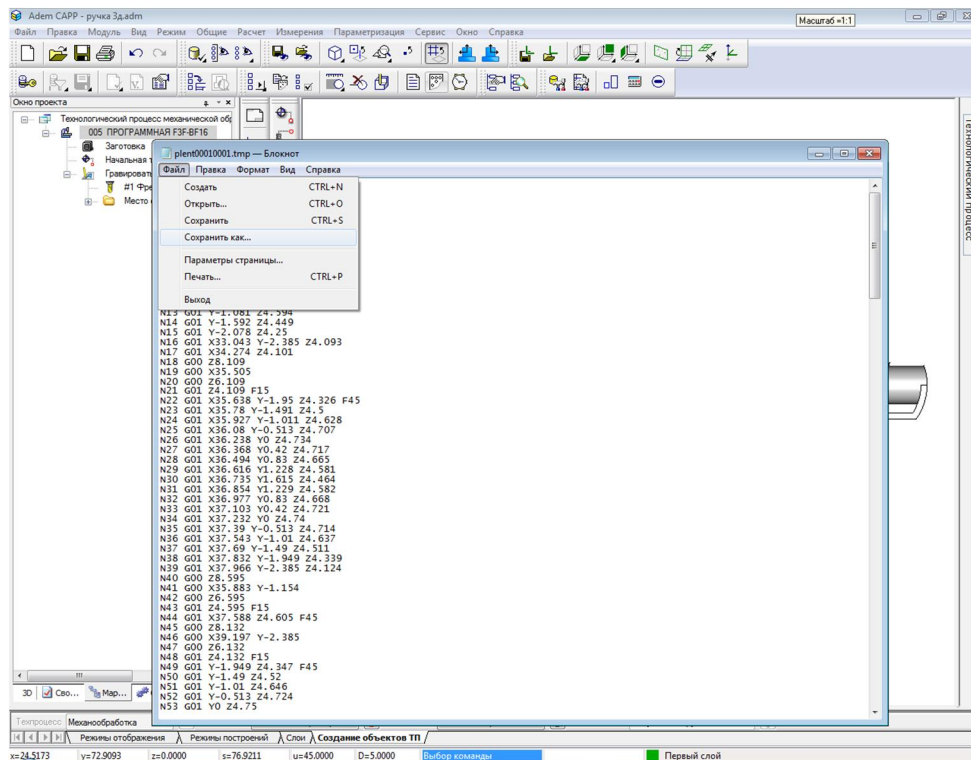 Adem CAPP - ручка 3д.adm
Масштаб =1:1
Файл Правка Модуль Вид Режим Общие Расчет Измерения Параметризация Сервис Окно Справка
Окно проекта
Технологический процесс механической обр
005 ПРОГРАММНАЯ F3F-BF16
Заготовка
Начальная т
Гравировать
#1 Фре
Место
Технологический процесс
plent00010001.tmp — Блокнот
Файл Правка Формат Вид Справка
Создать CTRL+N
Открыть... CTRL+O
Сохранить CTRL+S
Сохранить как...
Параметры страницы...
Печать... CTRL+P
Выход
N13 G01 Y-1.081 Z4.594
N14 G01 Y-1.592 Z4.449
N15 G01 Y-2.078 Z4.25
N16 G01 X33.043 Y-2.385 Z4.093
N17 G01 X34.274 Z4.101
N18 G00 Z8.109
N19 G00 X35.505
N20 G00 Z6.109
N21 G01 Z4.109 F15
N22 G01 X35.638 Y-1.95 Z4.326 F45
N23 G01 X35.78 Y-1.491 Z4.5
N24 G01 X35.927 Y-1.011 Z4.628
N25 G01 X36.08 Y-0.513 Z4.707
N26 G01 X36.238 Y0 Z4.734
N27 G01 X36.368 Y0.42 Z4.717
N28 G01 X36.494 Y0.83 Z4.665
N29 G01 X36.616 Y1.228 Z4.581
N30 G01 X36.735 Y1.615 Z4.464
N31 G01 X36.854 Y1.229 Z4.582
N32 G01 X36.977 Y0.83 Z4.668
N33 G01 X37.103 Y0.42 Z4.721
N34 G01 X37.232 Y0 Z4.74
N35 G01 X37.39 Y-0.513 Z4.714
N36 G01 X37.543 Y-1.01 Z4.637
N37 G01 X37.69 Y-1.49 Z4.511
N38 G01 X37.832 Y-1.949 Z4.339
N39 G01 X37.966 Y-2.385 Z4.124
N40 G00 Z8.595
N41 G00 X35.883 Y-1.154
N42 G00 Z6.595
N43 G01 Z4.595 F15
N44 G01 X37.588 Z4.605 F45
N45 G00 Z8.132
N46 G00 X39.197 Y-2.385
N47 G00 Z6.132
N48 G01 Z4.132 F15
N49 G01 Y-1.949 Z4.347 F45
N50 G01 Y-1.49 Z4.52
N51 G01 Y-1.01 Z4.646
N52 G01 Y-0.513 Z4.724
N53 G01 Y0 Z4.75
3D Сво... Мар...
Техпроцесс Механообработка
Режимы отображения Режимы построений Слои Создание объектов ТП
x=24.5173 y=72.9093 z=0.0000 s=76.9211 u=45.0000 D=5.0000 Выбор команды Первый слой